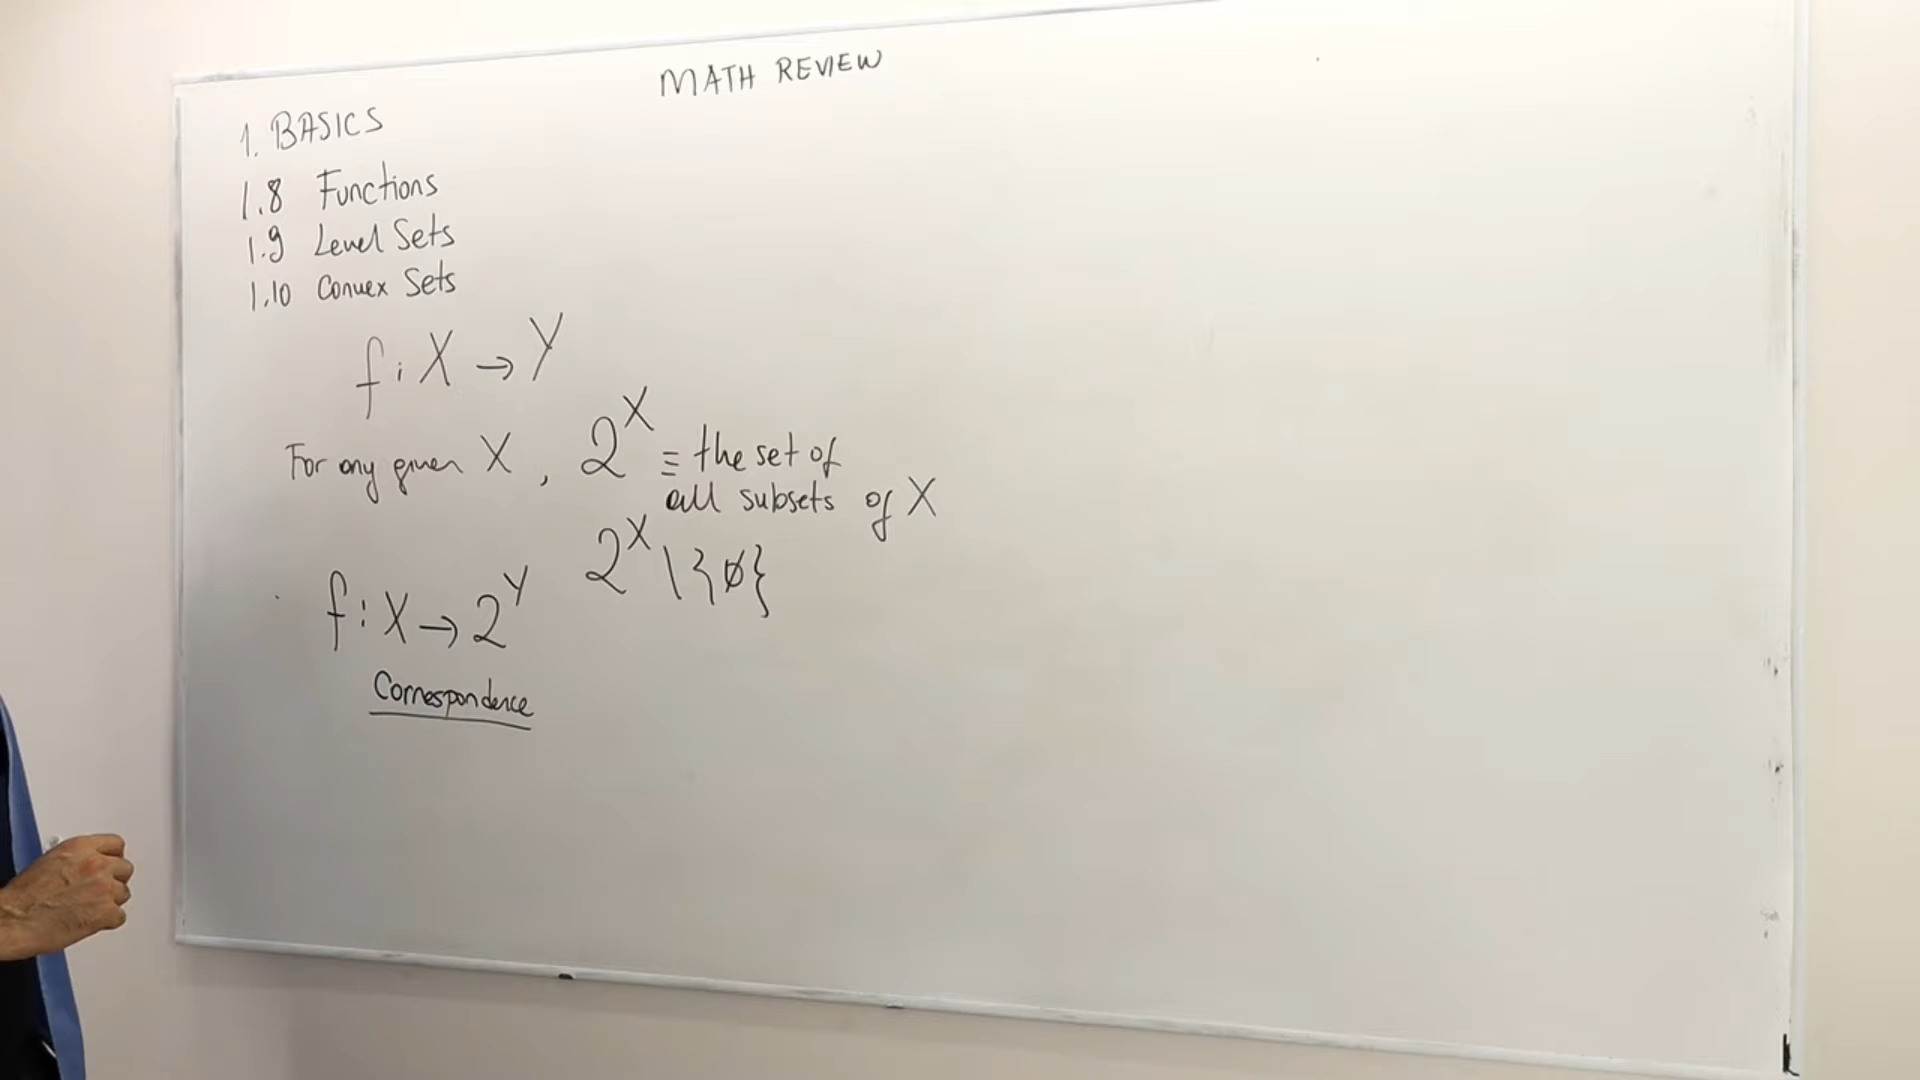 MATH REVIEW
1. BASICS
1.8 Functions
1.9 Level Sets
1.10 Convex Sets
f : X → Y
For any given X , 2^X ≡ the set of
all subsets of X
2^X \ {∅}
f : X → 2^Y
Correspondence